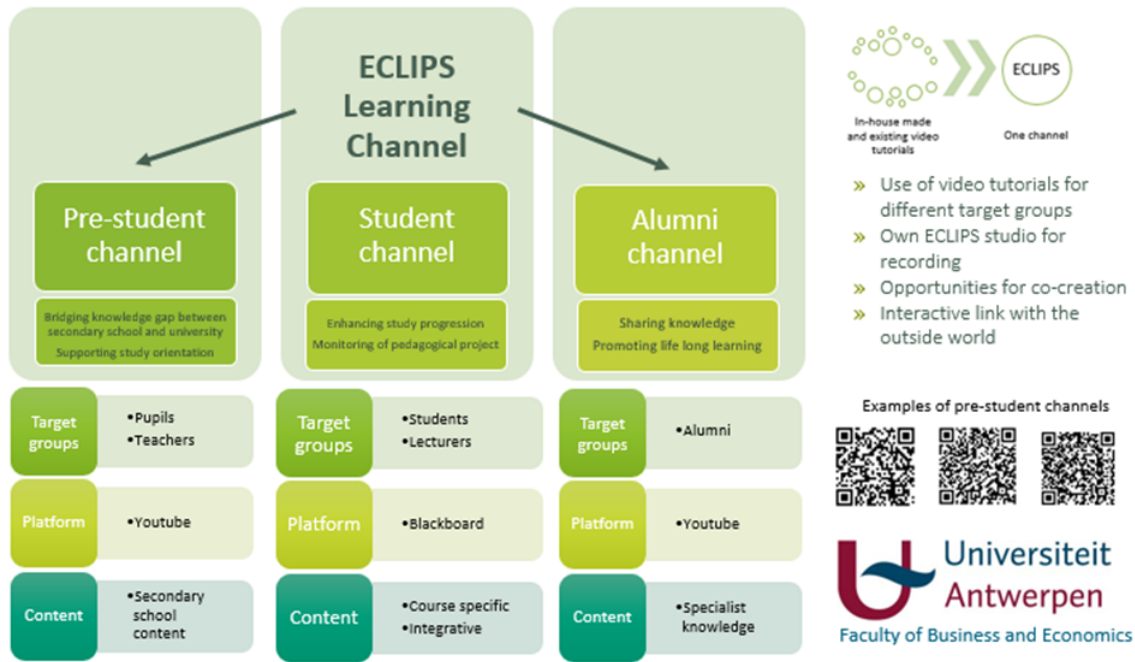 ECLIPS
Learning
Channel
Pre-student
channel
Bridging knowledge gap between
secondary school and university
Supporting study orientation
Student
channel
Enhancing study progression
Monitoring of pedagogical project
Alumni
channel
Sharing knowledge
Promoting life long learning
Target
groups
•Pupils
•Teachers
Platform
•Youtube
Content
•Secondary
school
content
Target
groups
•Students
•Lecturers
Platform
•Blackboard
Content
•Course specific
•Integrative
Target
groups
•Alumni
Platform
•Youtube
Content
•Specialist
knowledge
In-house made
and existing video
tutorials
ECLIPS
One channel
» Use of video tutorials for
different target groups
» Own ECLIPS studio for
recording
» Opportunities for co-creation
» Interactive link with the
outside world
Examples of pre-student channels
Universiteit
Antwerpen
Faculty of Business and Economics